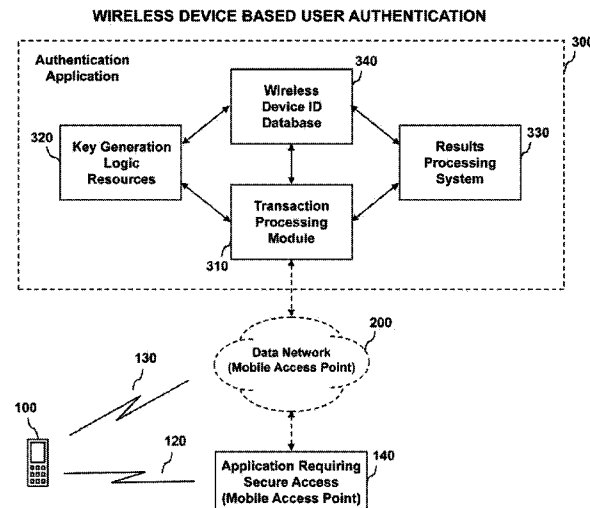 WIRELESS DEVICE BASED USER AUTHENTICATION
300
Authentication
Application
340
Wireless
Device ID
Database
320
Key Generation
Logic
Resources
330
Results
Processing
System
Transaction
Processing
Module
310
200
Data Network
(Mobile Access Point)
130
100
120
140
Application Requiring
Secure Access
(Mobile Access Point)